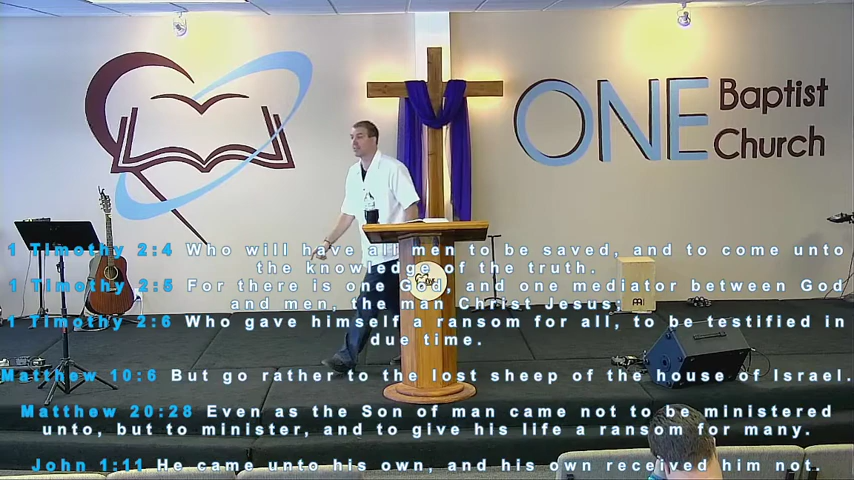 ONE Baptist
Church
1 Timothy 2:4 Who will have all men to be saved, and to come unto
the knowledge of the truth.
1 Timothy 2:5 For there is one God, and one mediator between God
and men, the man Christ Jesus;
1 Timothy 2:6 Who gave himself a ransom for all, to be testified in
due time.
Matthew 10:6 But go rather to the lost sheep of the house of Israel.
Matthew 20:28 Even as the Son of man came not to be ministered
unto, but to minister, and to give his life a ransom for many.
John 1:11 He came unto his own, and his own received him not.